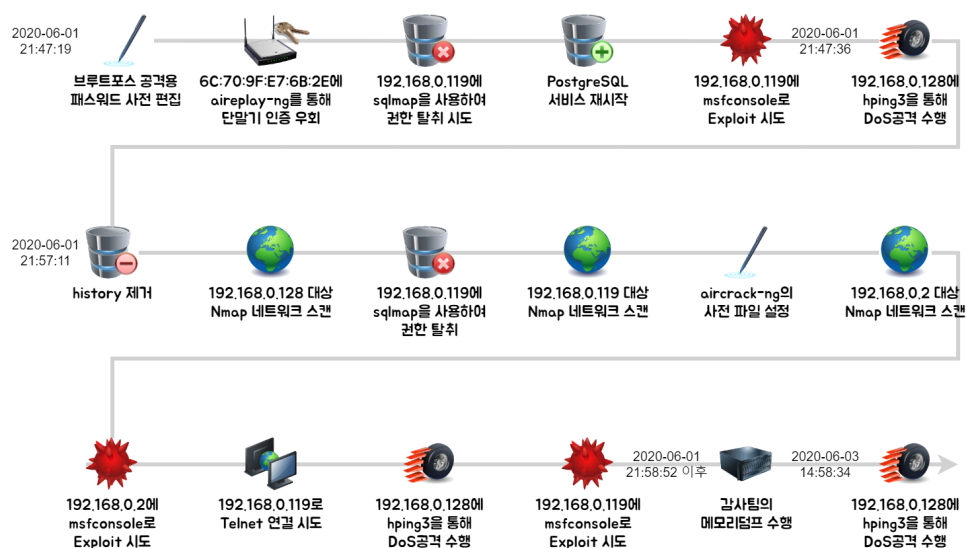 2020-06-01
21:47:19
브루트포스 공격용
패스워드 사전 편집
6C:70:9F:E7:6B:2E에
aireplay-ng를 통해
단말기 인증 우회
192.168.0.119에
sqlmap을 사용하여
권한 탈취 시도
PostgreSQL
서비스 재시작
192.168.0.119에
msfconsole로
Exploit 시도
2020-06-01
21:47:36
192.168.0.128에
hping3을 통해
DoS공격 수행
2020-06-01
21:57:11
history 제거
192.168.0.128 대상
Nmap 네트워크 스캔
192.168.0.119에
sqlmap을 사용하여
권한 탈취
192.168.0.119 대상
Nmap 네트워크 스캔
aircrack-ng의
사전 파일 설정
192.168.0.2 대상
Nmap 네트워크 스캔
192.168.0.2에
msfconsole로
Exploit 시도
192.168.0.119로
Telnet 연결 시도
192.168.0.128에
hping3을 통해
DoS공격 수행
192.168.0.119에
msfconsole로
Exploit 시도
2020-06-01
21:58:52 이후
감사팀의
메모리덤프 수행
2020-06-03
14:58:34
192.168.0.128에
hping3을 통해
DoS공격 수행